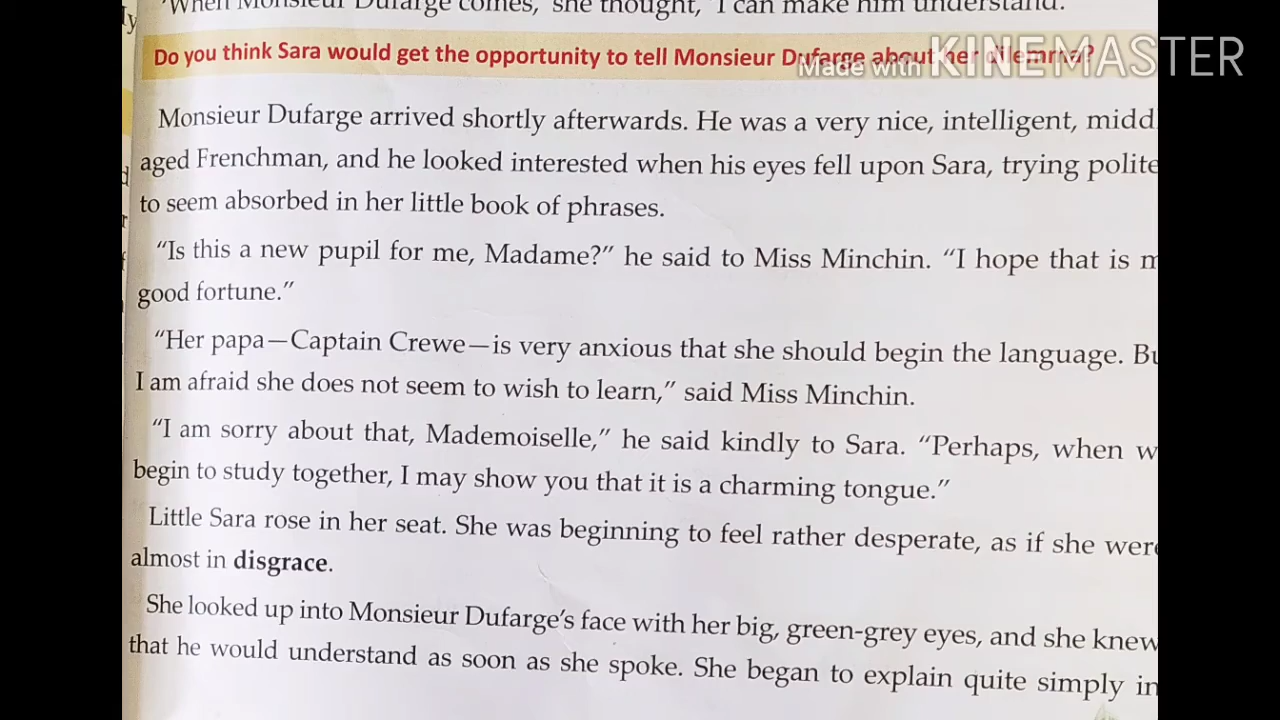 'When Monsieur Dufarge comes,' she thought, 'I can make him understand.'
Do you think Sara would get the opportunity to tell Monsieur Dufarge about her dilemma?
Made with KINEMASTER
Monsieur Dufarge arrived shortly afterwards. He was a very nice, intelligent, midd
aged Frenchman, and he looked interested when his eyes fell upon Sara, trying polite
to seem absorbed in her little book of phrases.
"Is this a new pupil for me, Madame?" he said to Miss Minchin. "I hope that is m
good fortune."
"Her papa—Captain Crewe—is very anxious that she should begin the language. Bu
I am afraid she does not seem to wish to learn," said Miss Minchin.
"I am sorry about that, Mademoiselle," he said kindly to Sara. "Perhaps, when w
begin to study together, I may show you that it is a charming tongue."
Little Sara rose in her seat. She was beginning to feel rather desperate, as if she were
almost in disgrace.
She looked up into Monsieur Dufarge's face with her big, green-grey eyes, and she knew
that he would understand as soon as she spoke. She began to explain quite simply in